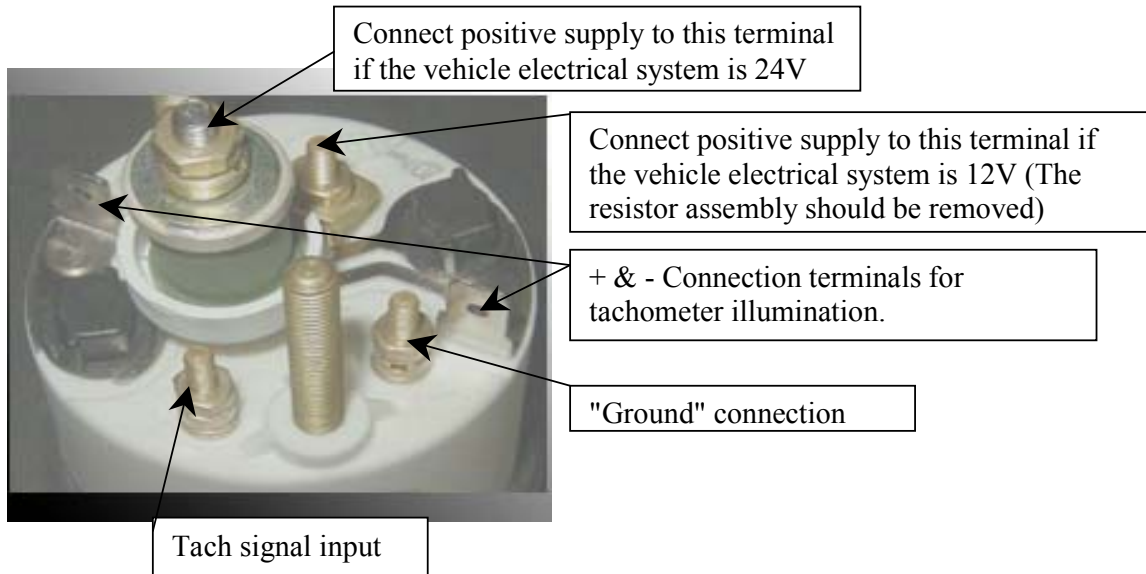 Connect positive supply to this terminal
if the vehicle electrical system is 24V
Connect positive supply to this terminal if
the vehicle electrical system is 12V (The
resistor assembly should be removed)
+ & - Connection terminals for
tachometer illumination.
"Ground" connection
Tach signal input